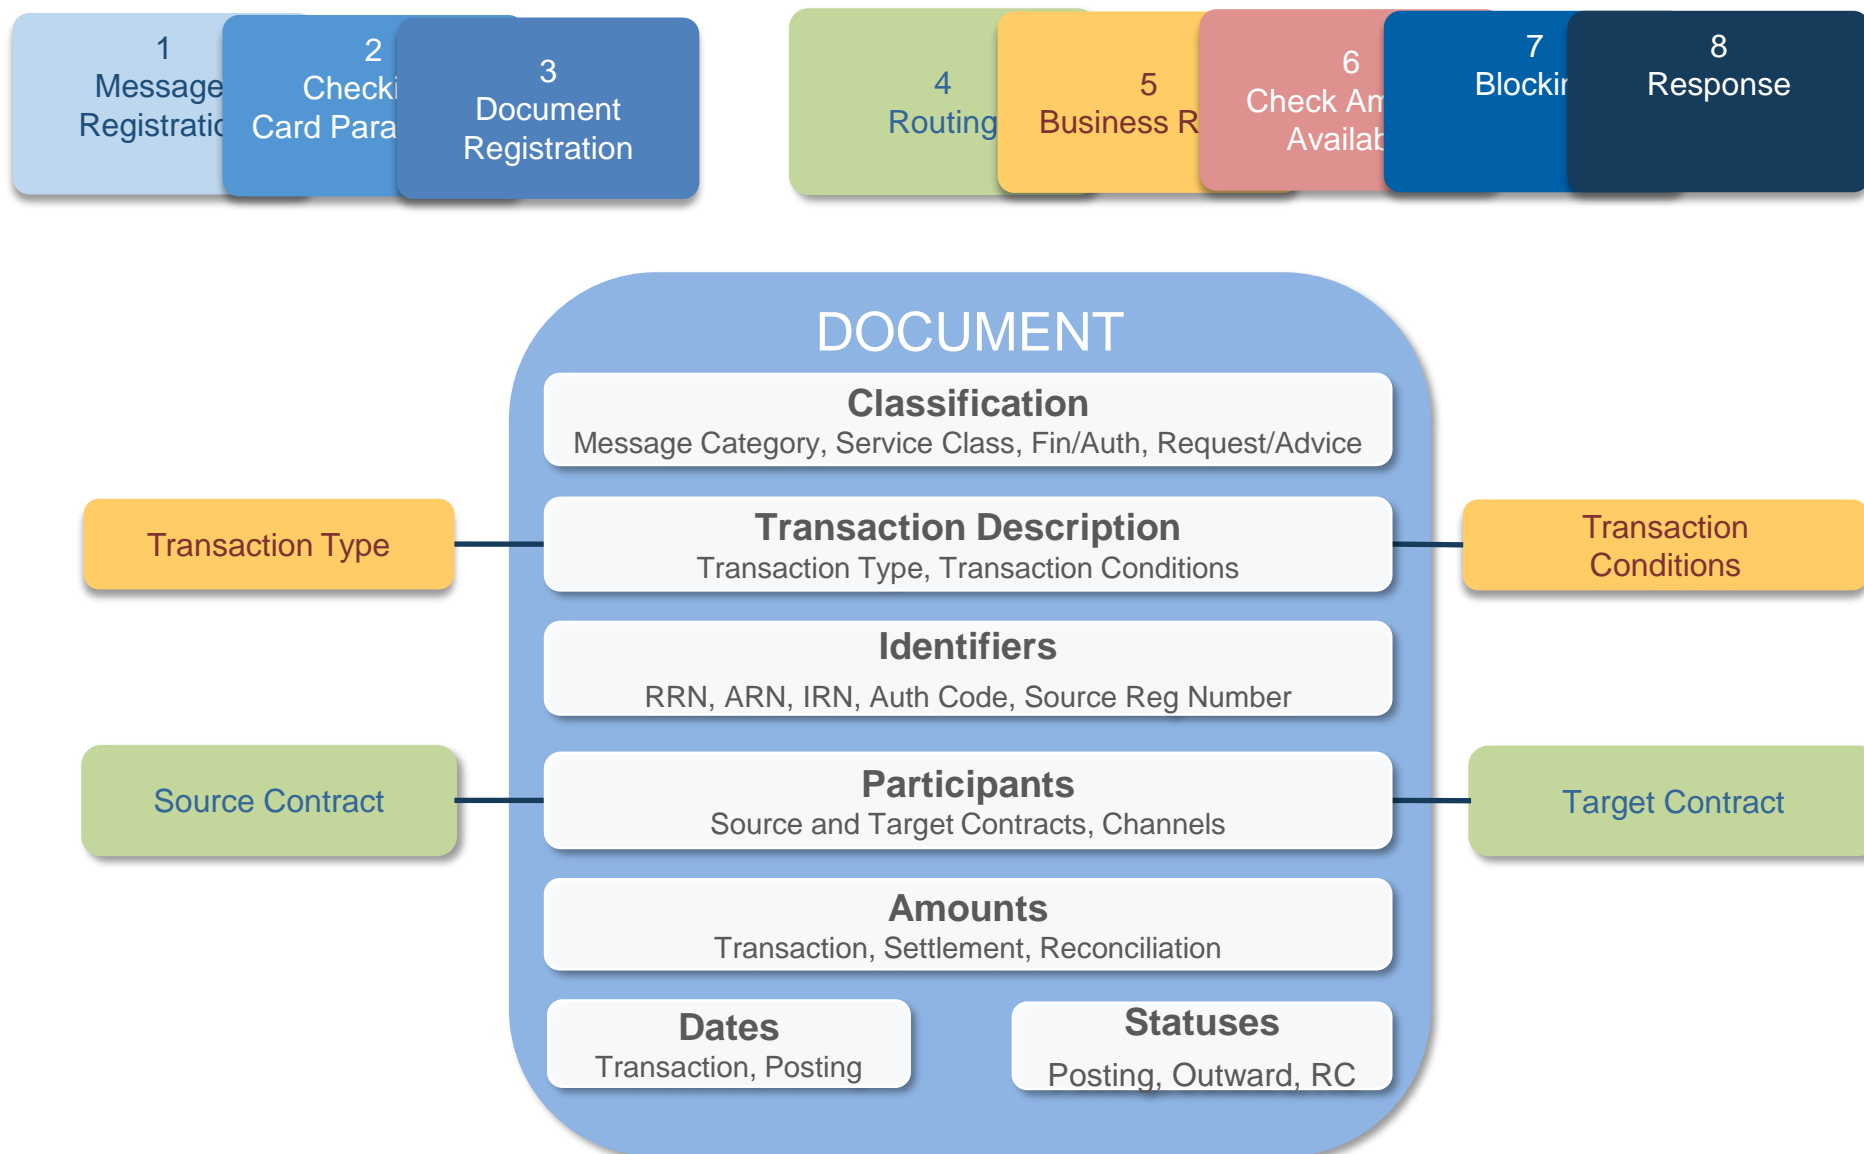 1
Message
Registratio
2
Checki
Card Para
3
Document
Registration
4
Routing
5
Business R
6
Check Am
Availab
7
Blockin
8
Response
DOCUMENT
Classification
Message Category, Service Class, Fin/Auth, Request/Advice
Transaction Type
Transaction Description
Transaction Type, Transaction Conditions
Transaction
Conditions
Identifiers
RRN, ARN, IRN, Auth Code, Source Reg Number
Source Contract
Participants
Source and Target Contracts, Channels
Target Contract
Amounts
Transaction, Settlement, Reconciliation
Dates
Transaction, Posting
Statuses
Posting, Outward, RC